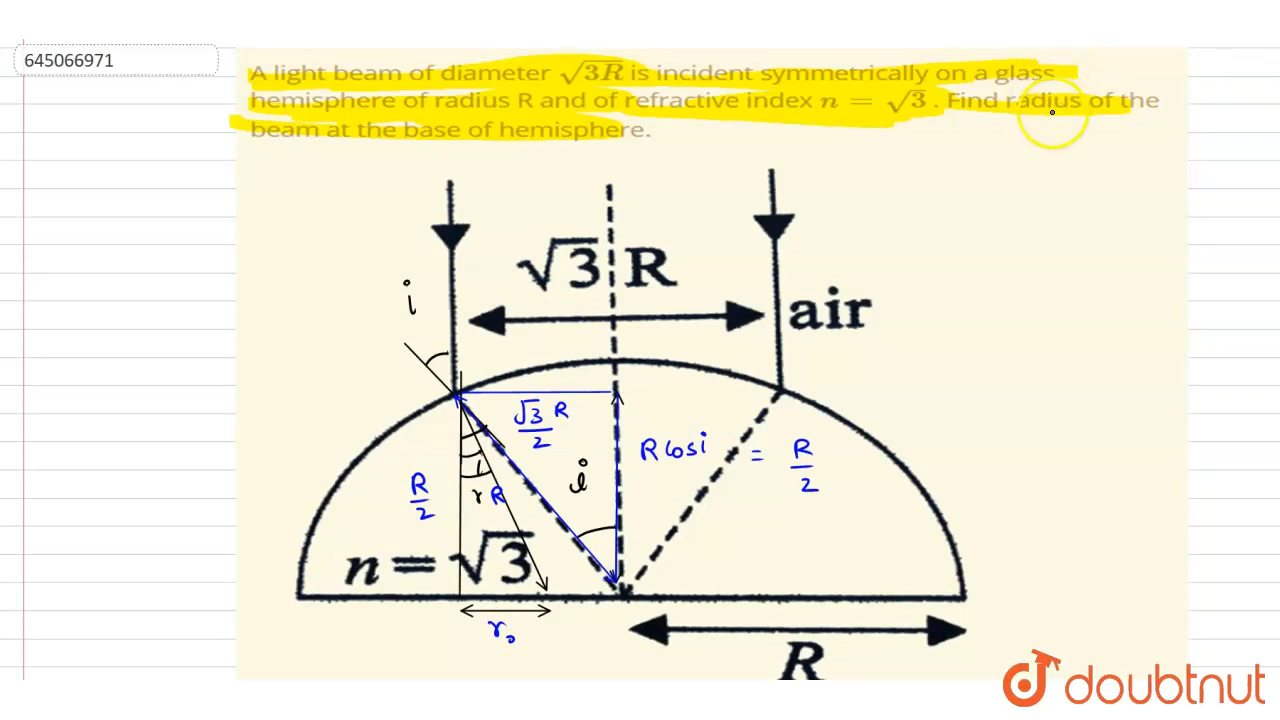 645066971
A light beam of diameter √3R is incident symmetrically on a glass
hemisphere of radius R and of refractive index n = √3 . Find radius of the
beam at the base of hemisphere.
√3 R
i
air
√3/2 R
R cos i = R/2
R/2
i
r
R
n = √3
r₀
R
doubtnut